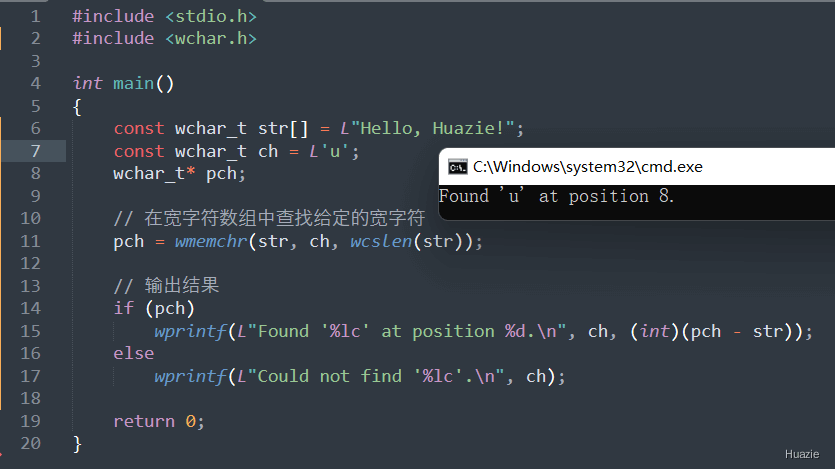 1 #include <stdio.h>
2 #include <wchar.h>
3
4 int main()
5 {
6 const wchar_t str[] = L"Hello, Huazie!";
7 const wchar_t ch = L'u';
8 wchar_t* pch;
9
10 // 在宽字符数组中查找给定的宽字符
11 pch = wmemchr(str, ch, wcslen(str));
12
13 // 输出结果
14 if (pch)
15 wprintf(L"Found '%lc' at position %d.\n", ch, (int)(pch - str));
16 else
17 wprintf(L"Could not find '%lc'.\n", ch);
18
19 return 0;
20 }
C:\Windows\system32\cmd.exe
Found 'u' at position 8.
Huazie